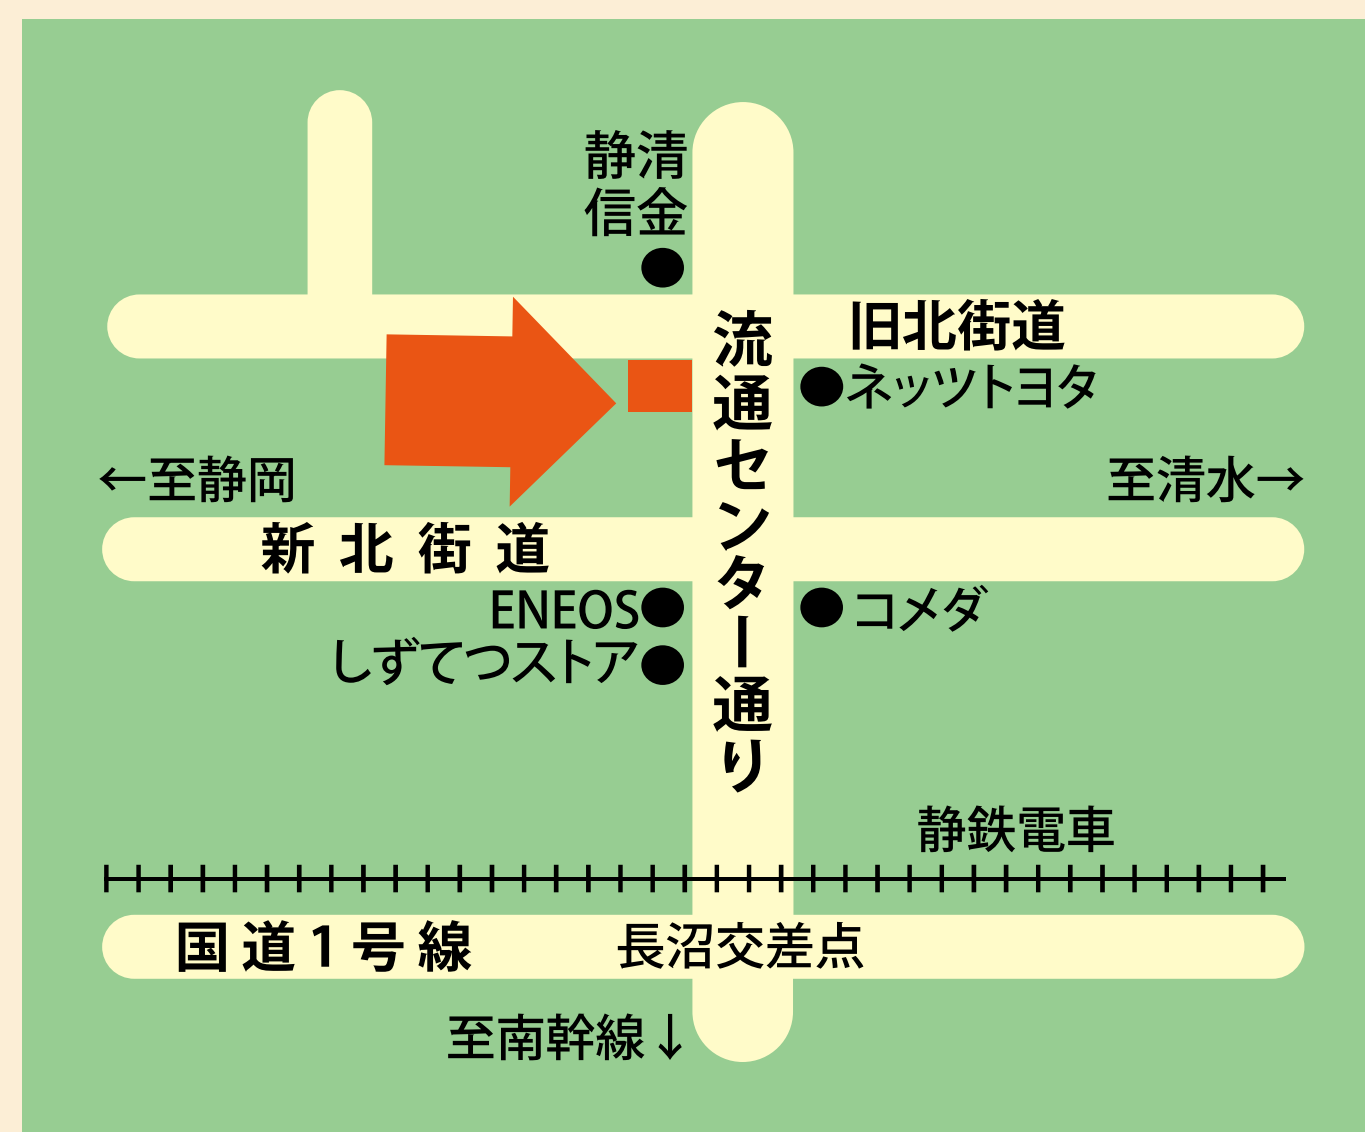 静清
信金
旧北街道
流通センター通り
ネッツトヨタ
←至静岡
至清水→
新北街道
ENEOS
コメダ
しずてつストア
静鉄電車
国道1号線
長沼交差点
至南幹線↓